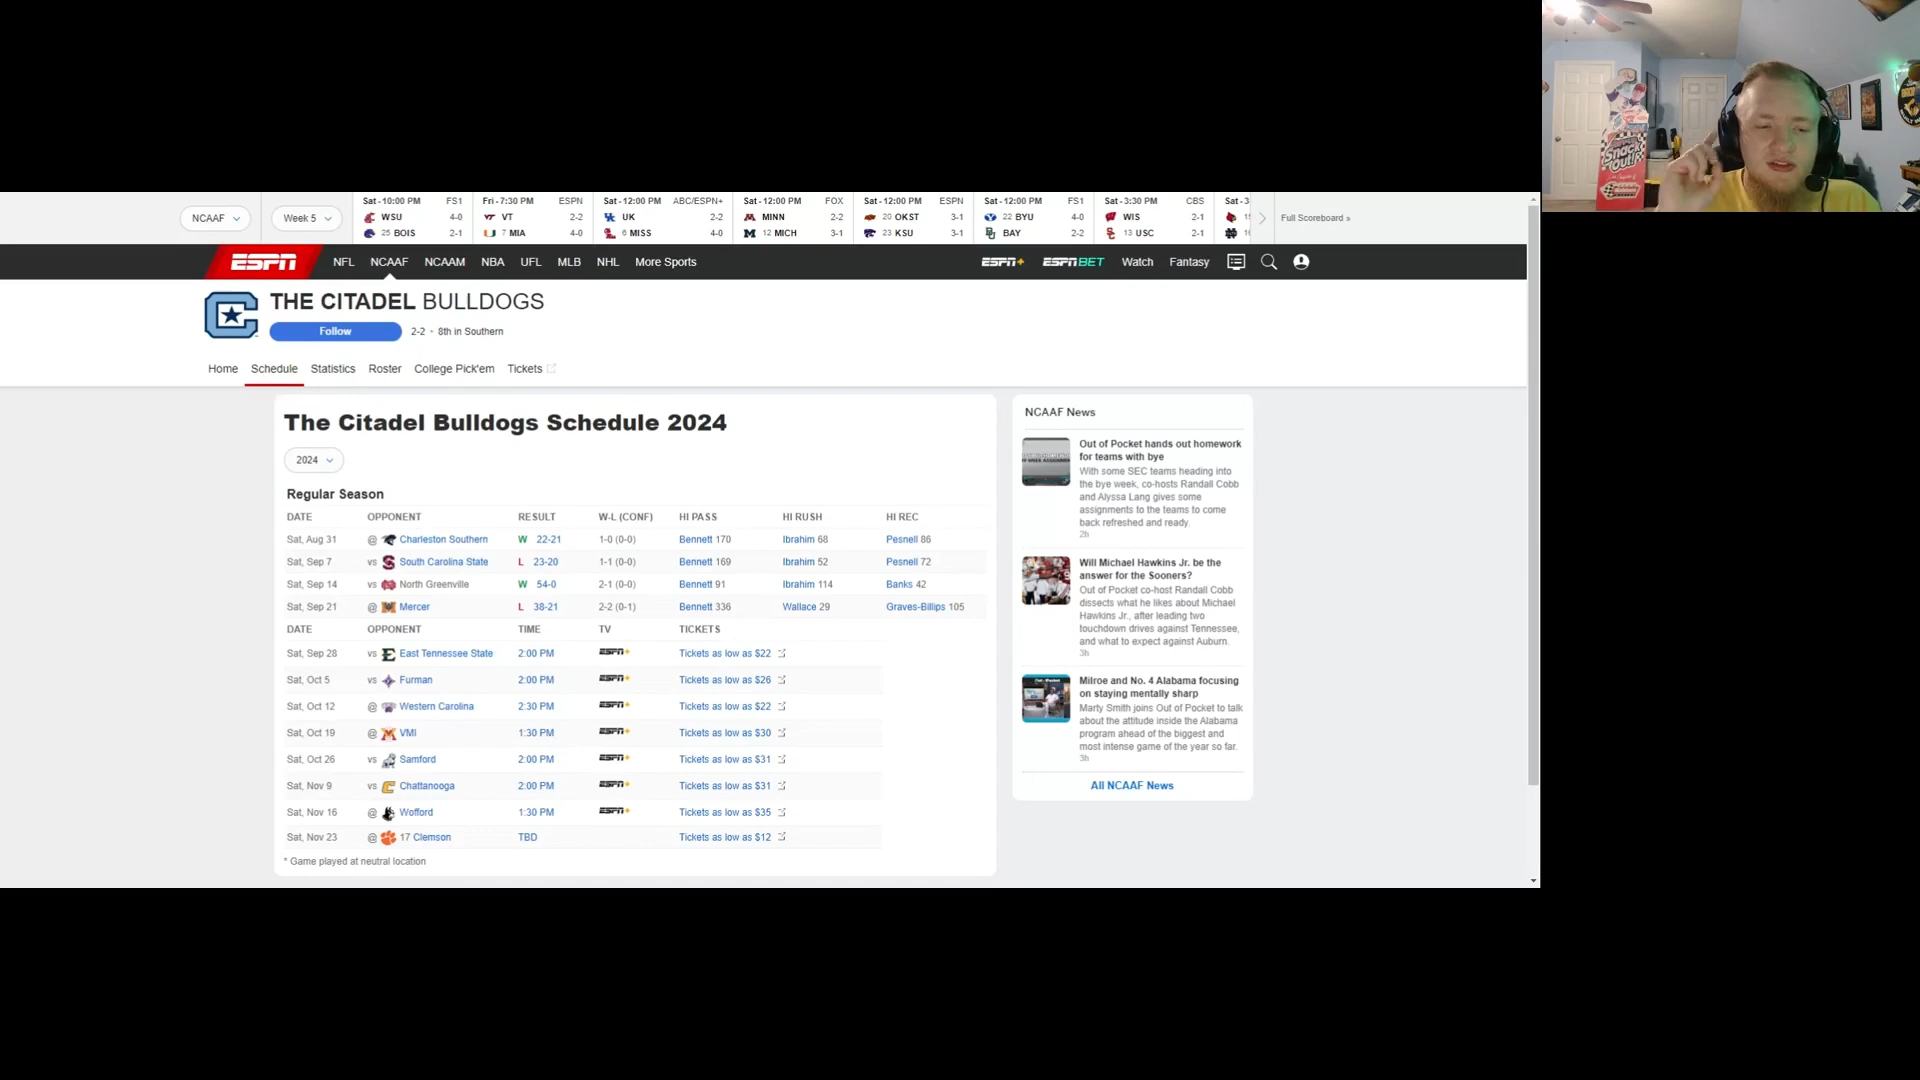 NCAAF
Week 5
Sat - 10:00 PM FS1
WSU 4-0
25 BOIS 2-1
Fri - 7:30 PM ESPN
VT 2-2
7 MIA 4-0
Sat - 12:00 PM ABC/ESPN+
UK 2-2
6 MISS 4-0
Sat - 12:00 PM FOX
MINN 2-2
12 MICH 3-1
Sat - 12:00 PM ESPN
20 OKST 3-1
23 KSU 3-1
Sat - 12:00 PM FS1
22 BYU 4-0
BAY 2-2
Sat - 3:30 PM CBS
WIS 2-1
13 USC 2-1
Sat - 3
Full Scoreboard »
ESPN NFL NCAAF NCAAM NBA UFL MLB NHL More Sports ESPN+ ESPN BET Watch Fantasy
THE CITADEL BULLDOGS
Follow 2-2 - 8th in Southern
Home Schedule Statistics Roster College Pick'em Tickets
The Citadel Bulldogs Schedule 2024
2024
Regular Season
DATE OPPONENT RESULT W-L (CONF) HI PASS HI RUSH HI REC
Sat, Aug 31 @ Charleston Southern W 22-21 1-0 (0-0) Bennett 170 Ibrahim 68 Pesnell 86
Sat, Sep 7 vs South Carolina State L 23-20 1-1 (0-0) Bennett 169 Ibrahim 52 Pesnell 72
Sat, Sep 14 vs North Greenville W 54-0 2-1 (0-0) Bennett 91 Ibrahim 114 Banks 42
Sat, Sep 21 @ Mercer L 38-21 2-2 (0-1) Bennett 336 Wallace 29 Graves-Billips 105
DATE OPPONENT TIME TV TICKETS
Sat, Sep 28 vs East Tennessee State 2:00 PM ESPN+ Tickets as low as $22
Sat, Oct 5 vs Furman 2:00 PM ESPN+ Tickets as low as $26
Sat, Oct 12 @ Western Carolina 2:30 PM ESPN+ Tickets as low as $22
Sat, Oct 19 @ VMI 1:30 PM ESPN+ Tickets as low as $30
Sat, Oct 26 vs Samford 2:00 PM ESPN+ Tickets as low as $31
Sat, Nov 9 vs Chattanooga 2:00 PM ESPN+ Tickets as low as $31
Sat, Nov 16 @ Wofford 1:30 PM ESPN+ Tickets as low as $35
Sat, Nov 23 @ 17 Clemson TBD Tickets as low as $12
* Game played at neutral location
NCAAF News
Out of Pocket hands out homework
for teams with bye
With some SEC teams heading into
the bye week, co-hosts Randall Cobb
and Alyssa Lang gives some
assignments to the teams to come
back refreshed and ready.
2h
Will Michael Hawkins Jr. be the
answer for the Sooners?
Out of Pocket co-host Randall Cobb
dissects what he likes about Michael
Hawkins Jr., after leading two
touchdown drives against Tennessee,
and what to expect against Auburn.
3h
Milroe and No. 4 Alabama focusing
on staying mentally sharp
Marty Smith joins Out of Pocket to talk
about the attitude inside the Alabama
program ahead of the biggest and
most intense game of the year so far.
3h
All NCAAF News
Snack
Out!